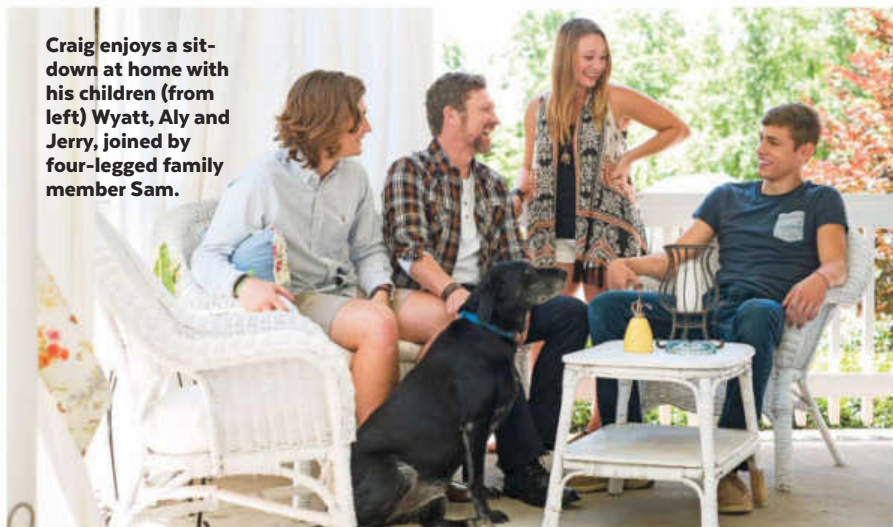 Craig enjoys a sit-
down at home with
his children (from
left) Wyatt, Aly and
Jerry, joined by
four-legged family
member Sam.